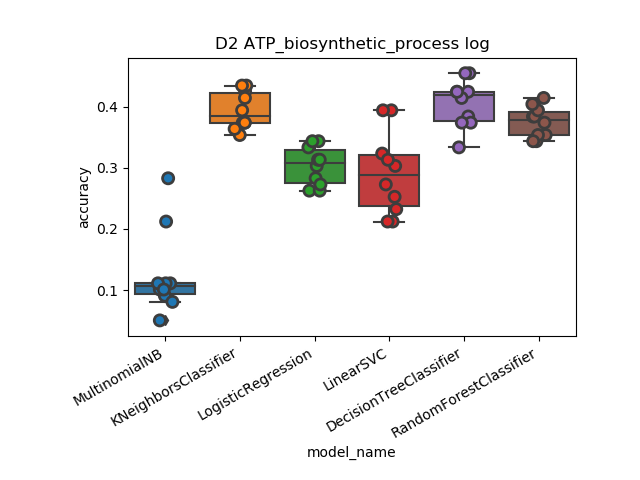 D2 ATP_biosynthetic_process log
accuracy
0.4
0.3
0.2
0.1
MultinomialNB
KNeighborsClassifier
LogisticRegression
LinearSVC
DecisionTreeClassifier
RandomForestClassifier
model_name